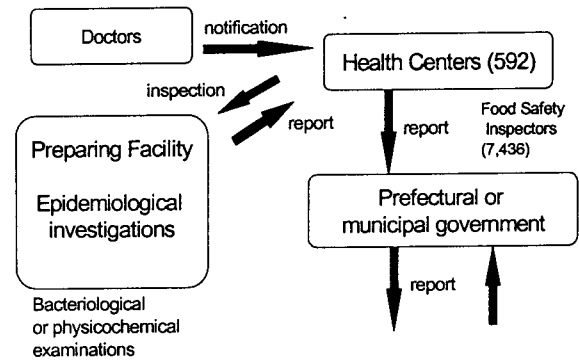 notification
Doctors
Health Centers (592)
inspection
report
report
Food Safety
Inspectors
(7,436)
Preparing Facility
Epidemiological
investigations
Prefectural or
municipal government
report
Bacteriological
or physicochemical
examinations